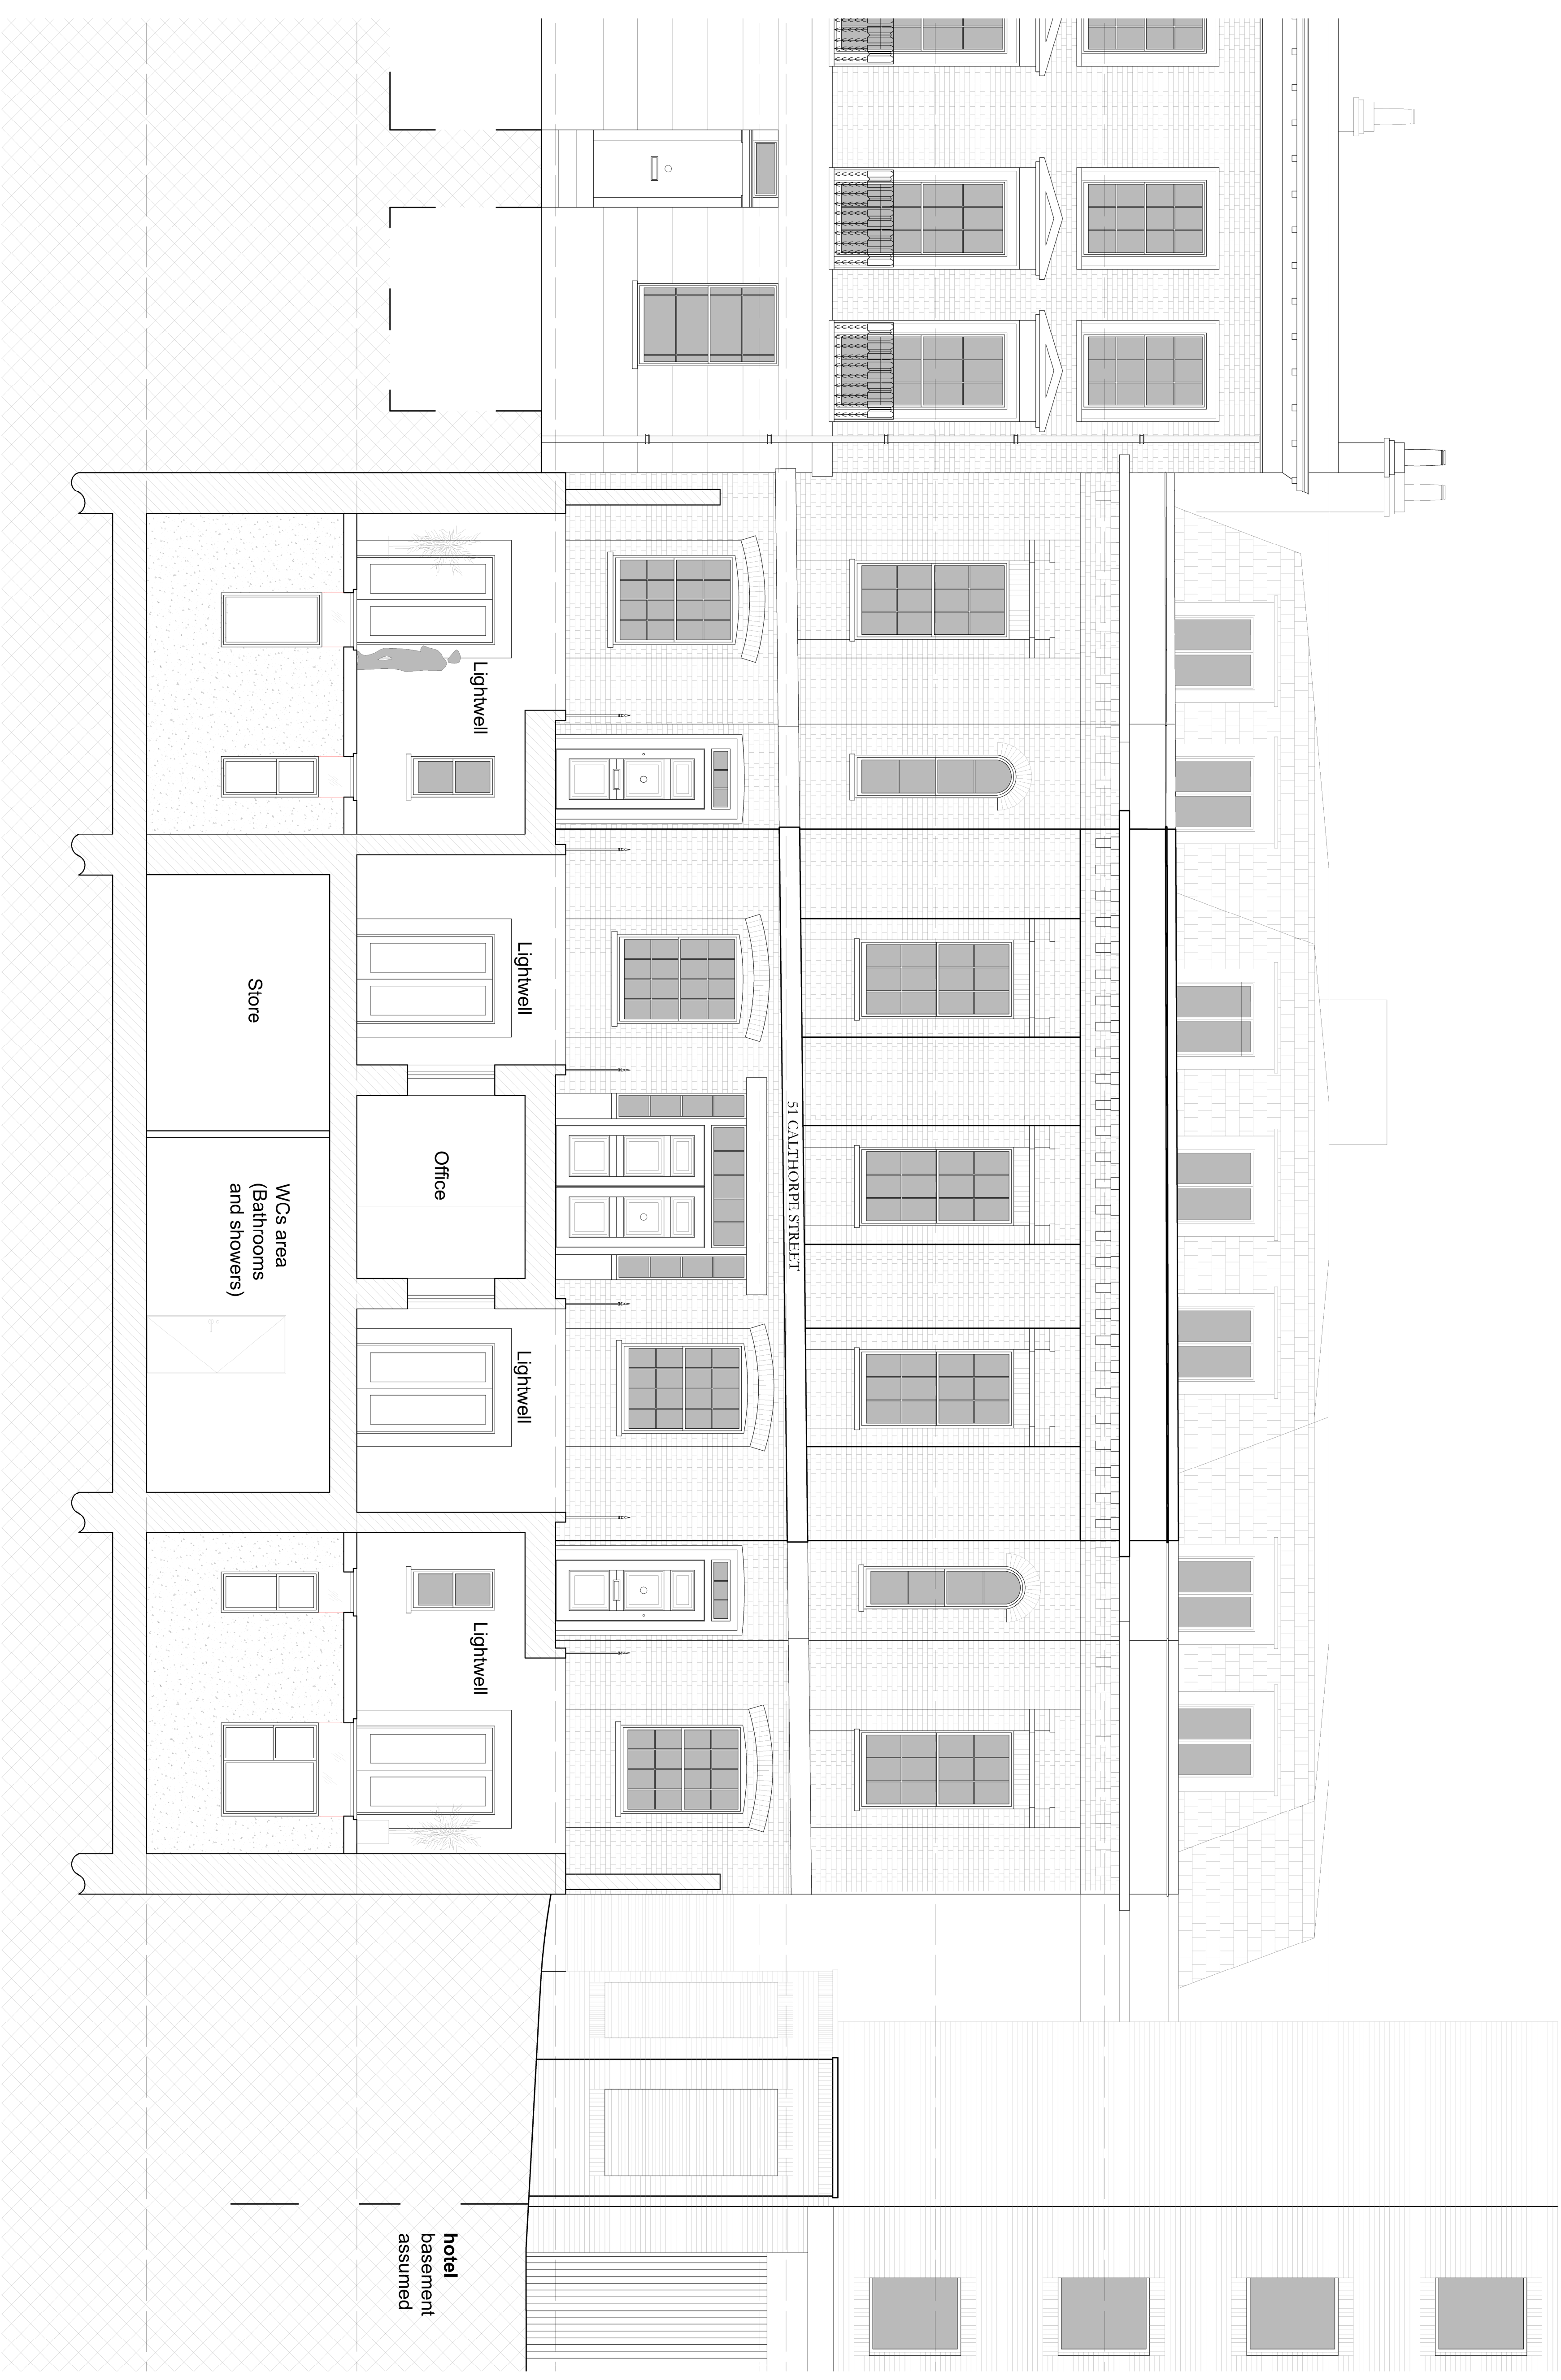 51 CALTHORPE STREET
Lightwell
Lightwell
Office
Lightwell
Lightwell
Store
WCs area
(Bathrooms
and showers)
hotel
basement
assumed